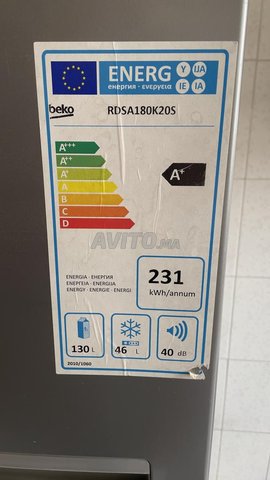 ENERG Y IJA
енергия · ενεργεια IE IA
beko RDSA180K20S
A+++
A++
A+
A
B
C
D
A+
AVITO.ma
ENERGIA · ЕНЕРГИЯ
ΕΝΕΡΓΕΙΑ · ENERGIJA
ENERGY · ENERGIE · ENERGI
231
kWh/annum
130 L
46 L
40 dB
2010/1060